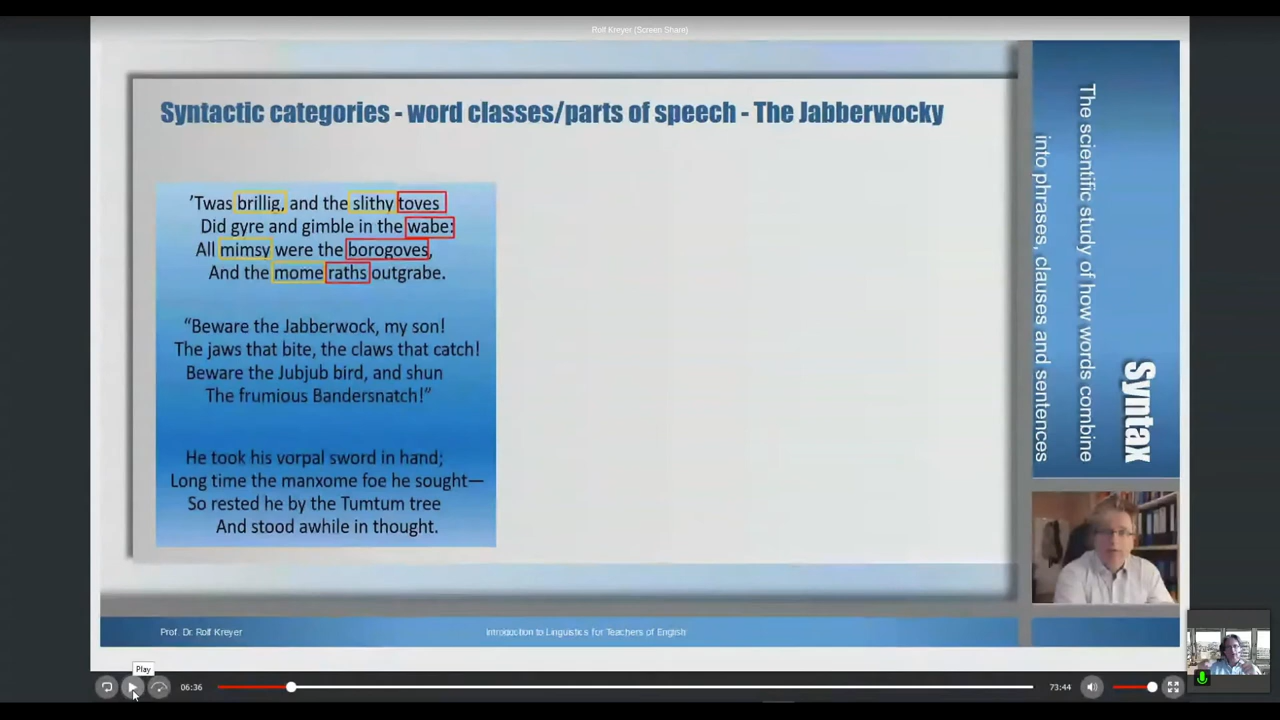 Rolf Kreyer (Screen Share)
Syntactic categories - word classes/parts of speech - The Jabberwocky
’Twas brillig, and the slithy toves
Did gyre and gimble in the wabe:
All mimsy were the borogoves,
And the mome raths outgrabe.
“Beware the Jabberwock, my son!
The jaws that bite, the claws that catch!
Beware the Jubjub bird, and shun
The frumious Bandersnatch!”
He took his vorpal sword in hand;
Long time the manxome foe he sought—
So rested he by the Tumtum tree
And stood awhile in thought.
Syntax
The scientific study of how words combine
into phrases, clauses and sentences
Prof. Dr. Rolf Kreyer
Introduction to Linguistics for Teachers of English
Play
06:36
73:44